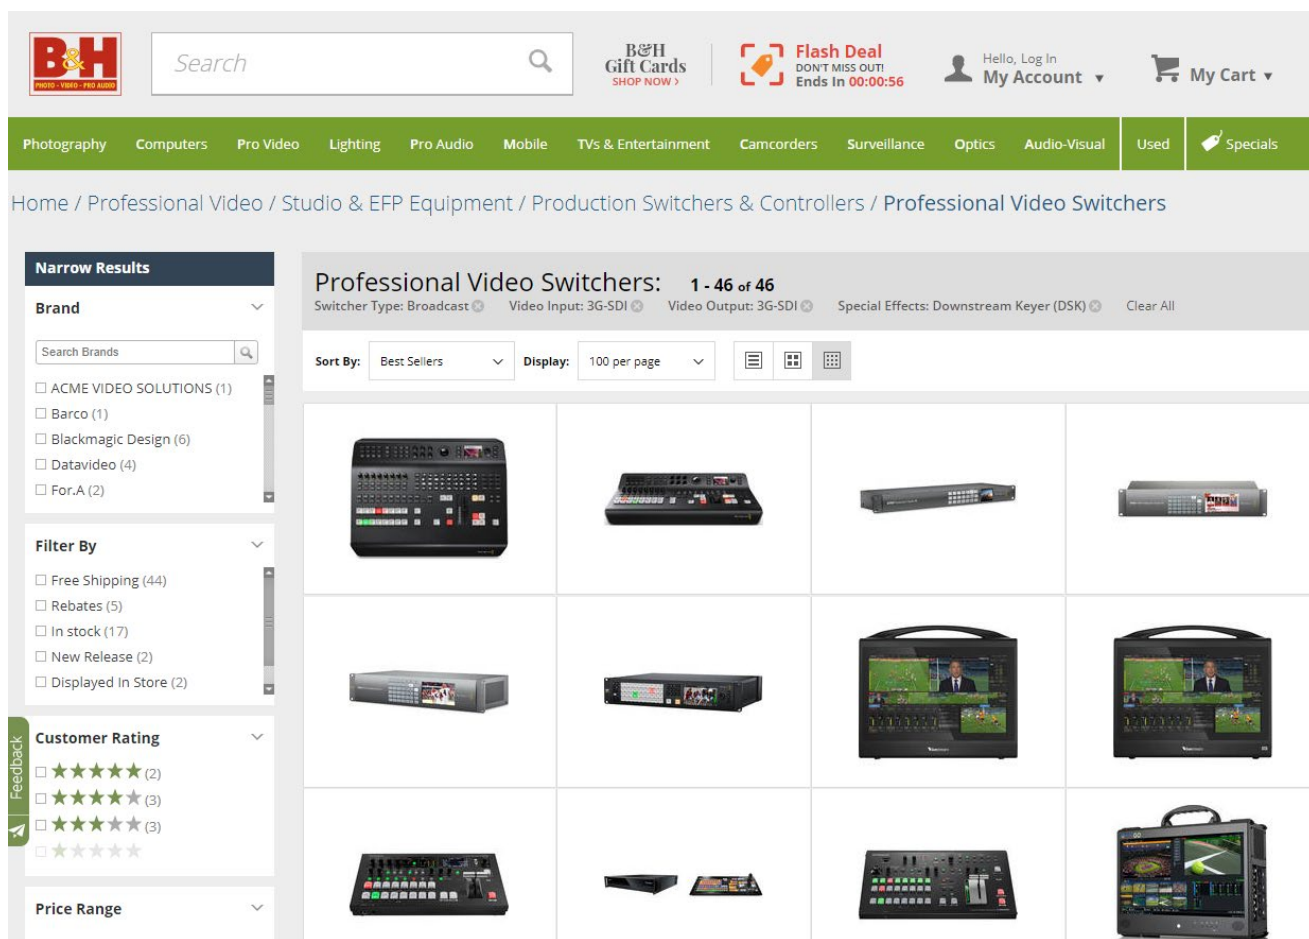 B&H
PHOTO - VIDEO - PRO AUDIO
Search
B&H
Gift Cards
SHOP NOW >
Flash Deal
DON'T MISS OUT!
Ends In 00:00:56
Hello, Log In
My Account
My Cart
Photography Computers Pro Video Lighting Pro Audio Mobile TVs & Entertainment Camcorders Surveillance Optics Audio-Visual Used Specials
Home / Professional Video / Studio & EFP Equipment / Production Switchers & Controllers / Professional Video Switchers
Narrow Results
Brand
Search Brands
ACME VIDEO SOLUTIONS (1)
Barco (1)
Blackmagic Design (6)
Datavideo (4)
For.A (2)
Filter By
Free Shipping (44)
Rebates (5)
In stock (17)
New Release (2)
Displayed In Store (2)
Feedback
Customer Rating
(2)
(3)
(3)
Price Range
Professional Video Switchers: 1 - 46 of 46
Switcher Type: Broadcast Video Input: 3G-SDI Video Output: 3G-SDI Special Effects: Downstream Keyer (DSK) Clear All
Sort By: Best Sellers Display: 100 per page